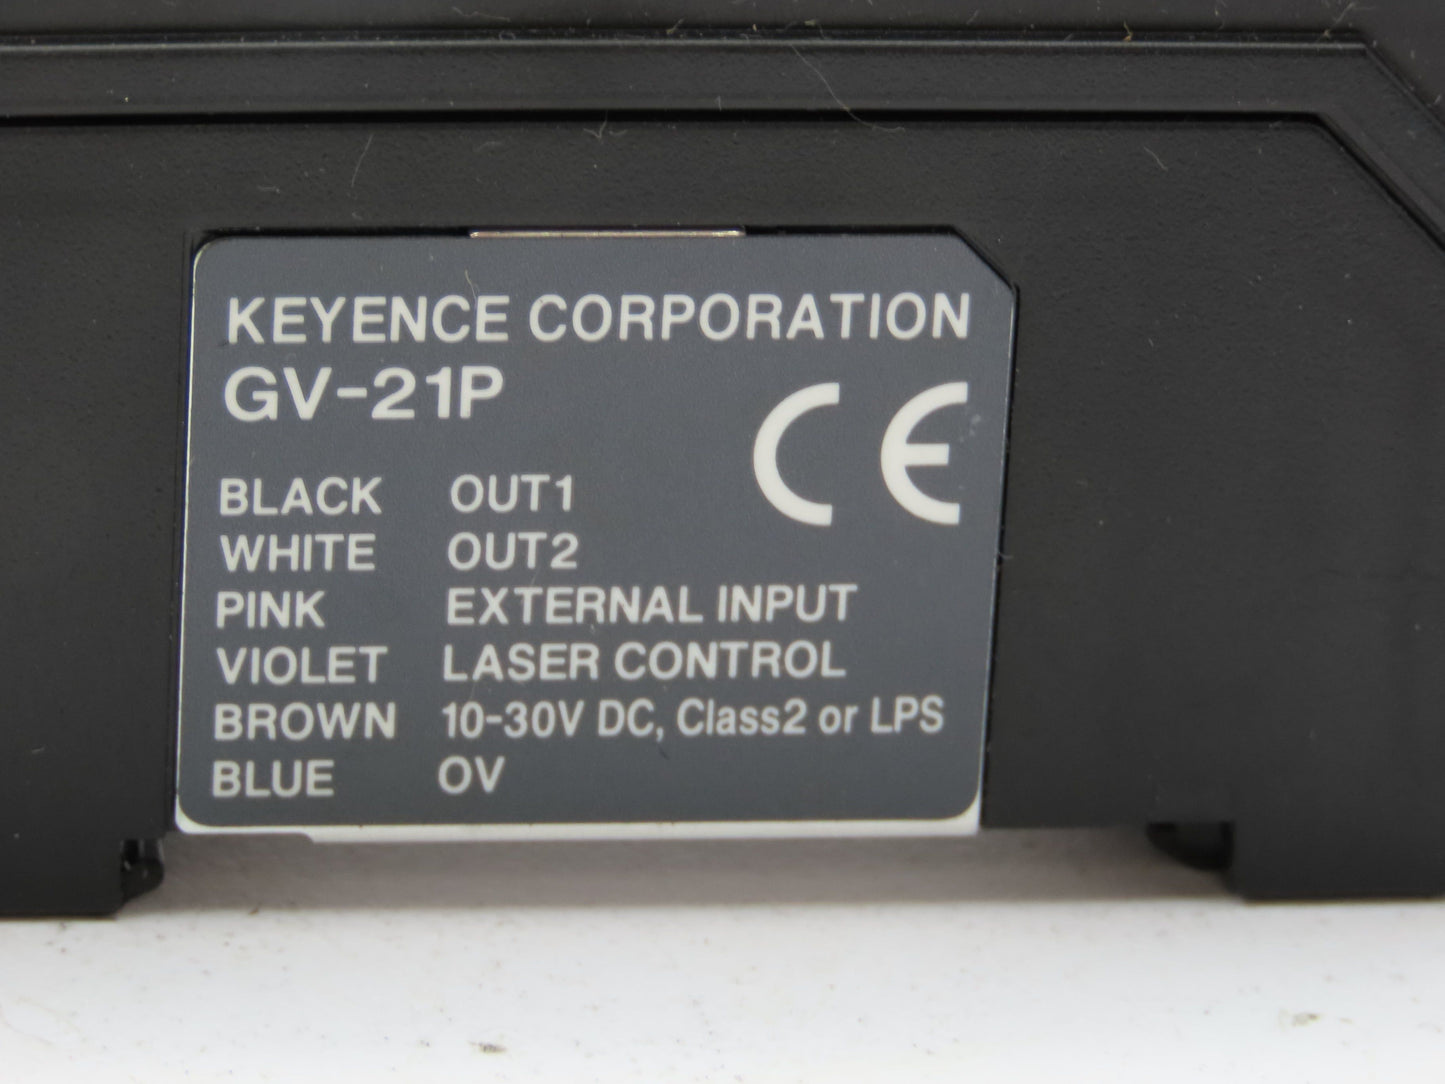 KEYENCE CORPORATION
GV-21P
CE
BLACK OUT1
WHITE OUT2
PINK EXTERNAL INPUT
VIOLET LASER CONTROL
BROWN 10-30V DC, Class2 or LPS
BLUE 0V